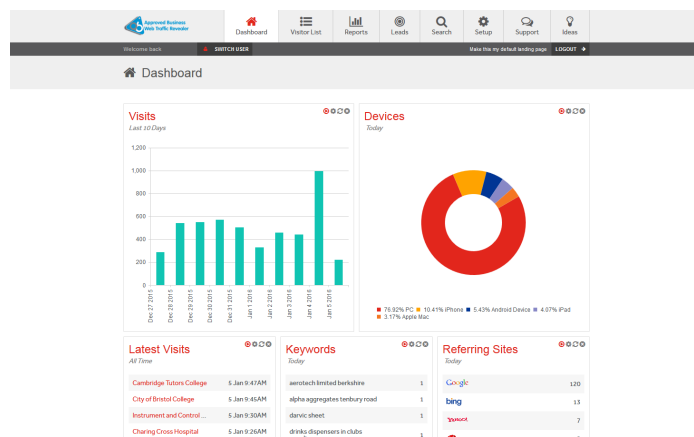 Approved Business
Web Traffic Revealer
Dashboard
Visitor List
Reports
Leads
Search
Setup
Support
Ideas
Welcome back
SWITCH USER
Make this my default landing page
LOGOUT
Dashboard
Visits
Last 10 Days
1,200
1,000
800
600
400
200
0
Dec 27 2015
Dec 28 2015
Dec 29 2015
Dec 30 2015
Dec 31 2015
Jan 1 2016
Jan 2 2016
Jan 3 2016
Jan 4 2016
Jan 5 2016
Devices
Today
76.92% PC 10.41% iPhone 5.43% Android Device 4.07% iPad
3.17% Apple Mac
Latest Visits
All Time
Cambridge Tutors College 5 Jan 9:47AM
City of Bristol College 5 Jan 9:45AM
Instrument and Control ... 5 Jan 9:30AM
Charing Cross Hospital 5 Jan 9:26AM
Keywords
Today
aerotech limited berkshire 1
alpha aggregates tenbury road 1
darvic sheet 1
drinks dispensers in clubs 1
Referring Sites
Today
Google 120
bing 13
YAHOO! 7